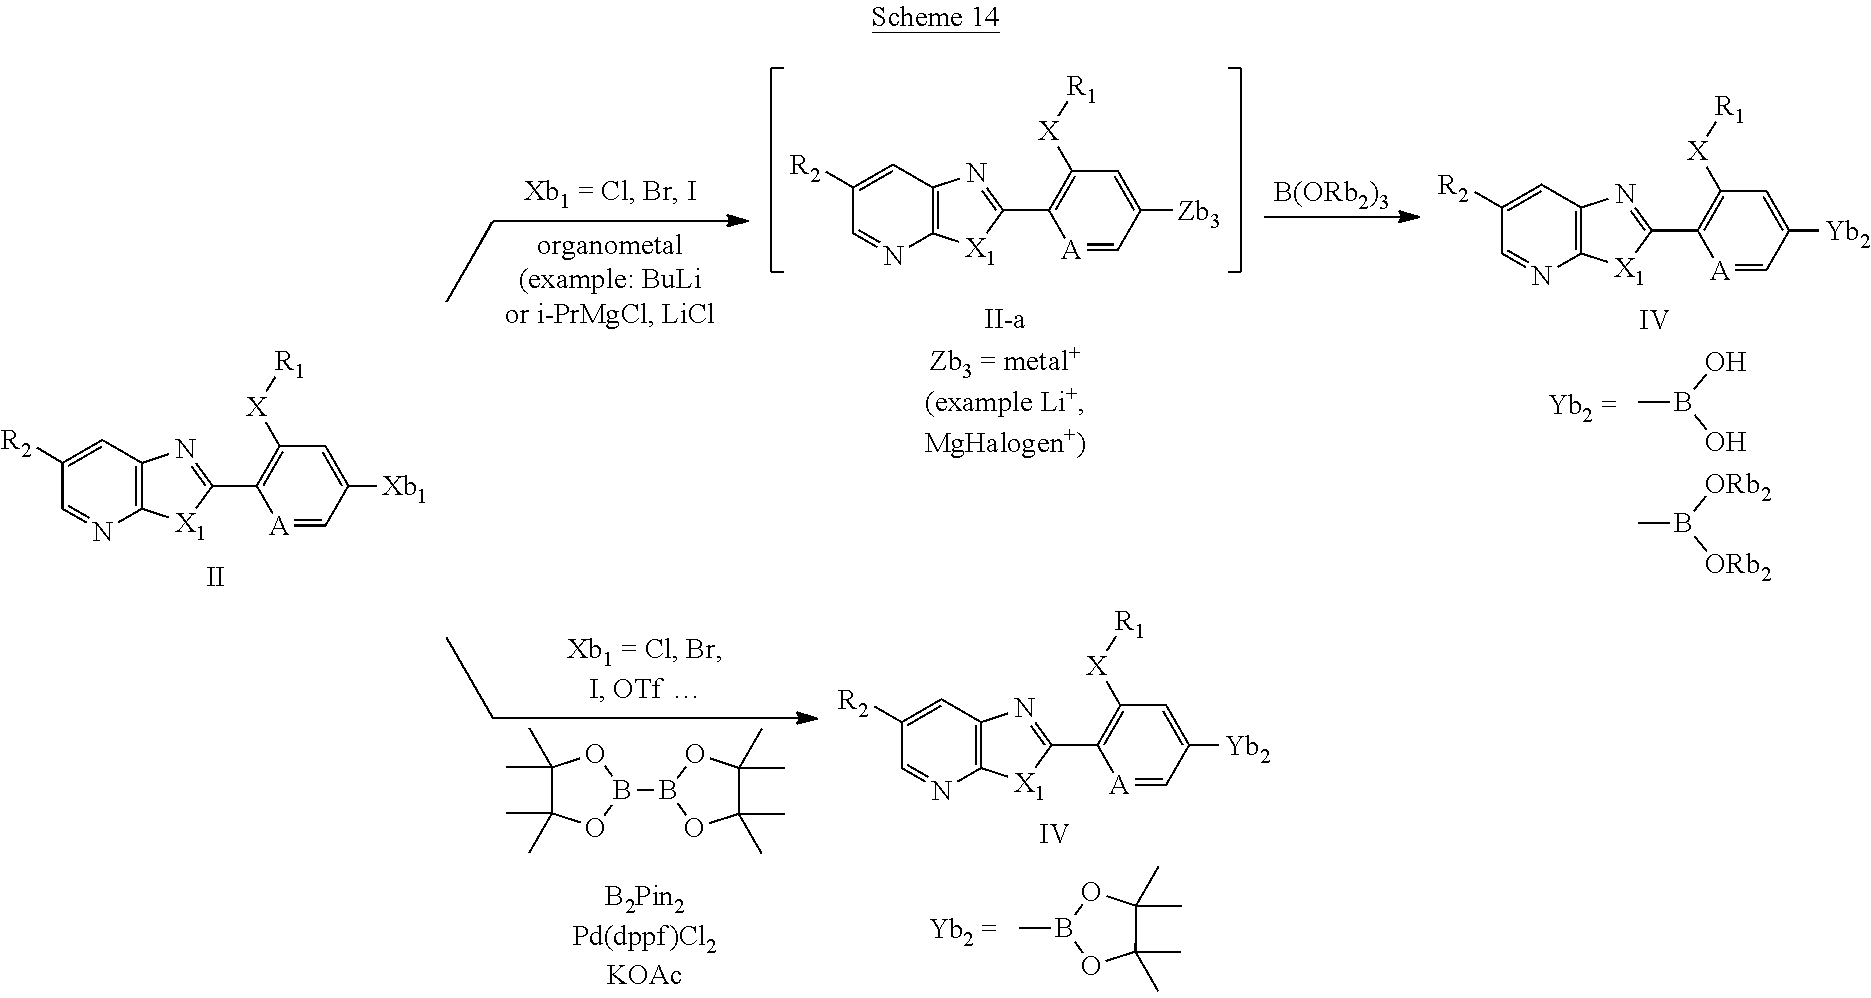 Scheme 14
Xb1 = Cl, Br, I
organometal
(example: BuLi
or i-PrMgCl, LiCl
R1
X
R2
N
N
X1
A
Zb3
II-a
Zb3 = metal+
(example Li+,
MgHalogen+)
B(ORb2)3
R1
X
R2
N
N
X1
A
Yb2
IV
Yb2 =
B
OH
OH
B
ORb2
ORb2
R1
X
R2
N
N
X1
A
Xb1
II
Xb1 = Cl, Br,
I, OTf ...
O
O
B
B
O
O
B2Pin2
Pd(dppf)Cl2
KOAc
R1
X
R2
N
N
X1
A
Yb2
IV
Yb2 =
B
O
O